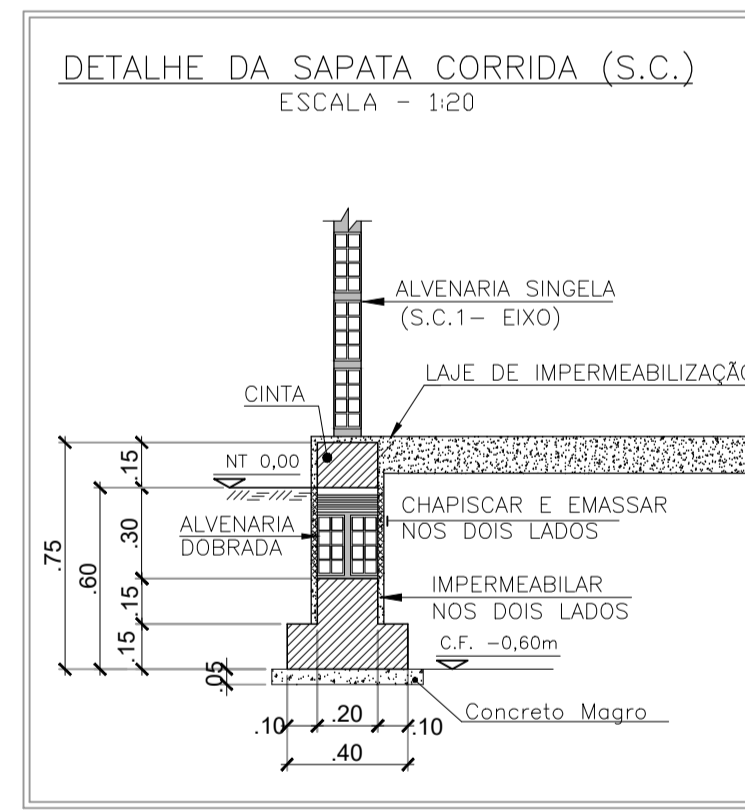 DETALHE DA SAPATA CORRIDA (S.C.)
ESCALA - 1:20
ALVENARIA SINGELA
(S.C.1- EIXO)
LAJE DE IMPERMEABILIZAÇÃO
CINTA
NT 0,00
.15
.30
.15
.15
.75
.60
.05
ALVENARIA
DOBRADA
CHAPISCAR E EMASSAR
NOS DOIS LADOS
IMPERMEABILAR
NOS DOIS LADOS
C.F. -0,60m
Concreto Magro
.10
.20
.10
.40